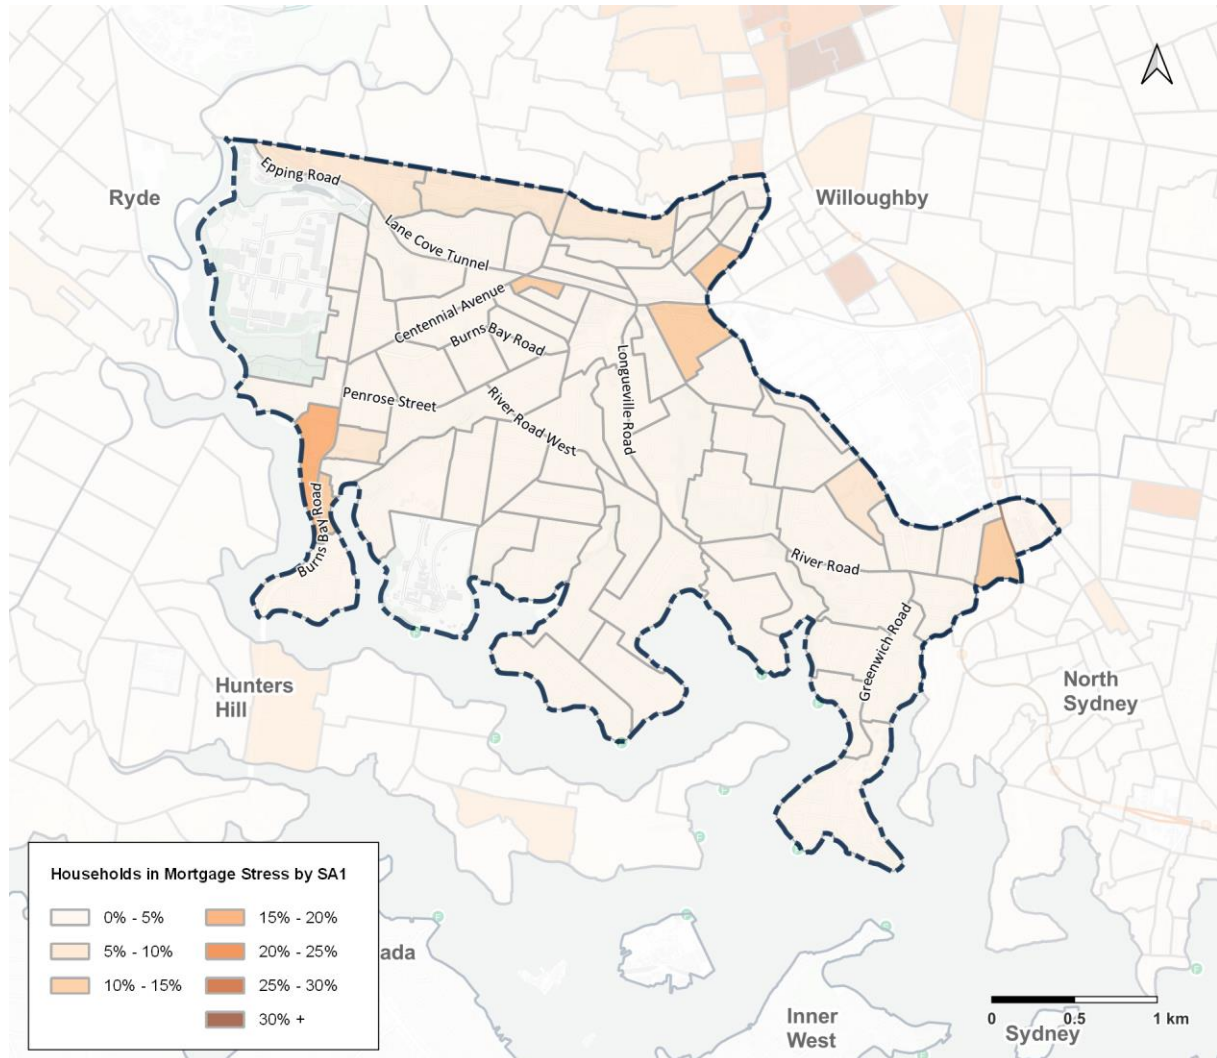 Epping Road
Ryde
Willoughby
Lane Cove Tunnel
Centennial Avenue
Burns Bay Road
Longueville Road
Penrose Street
River Road West
Burns Bay Road
River Road
Greenwich Road
Hunters
Hill
North
Sydney
Households in Mortgage Stress by SA1
0% - 5%
15% - 20%
5% - 10%
20% - 25%
10% - 15%
25% - 30%
30% +
ada
Inner
West
0
0.5
1 km
Sydney